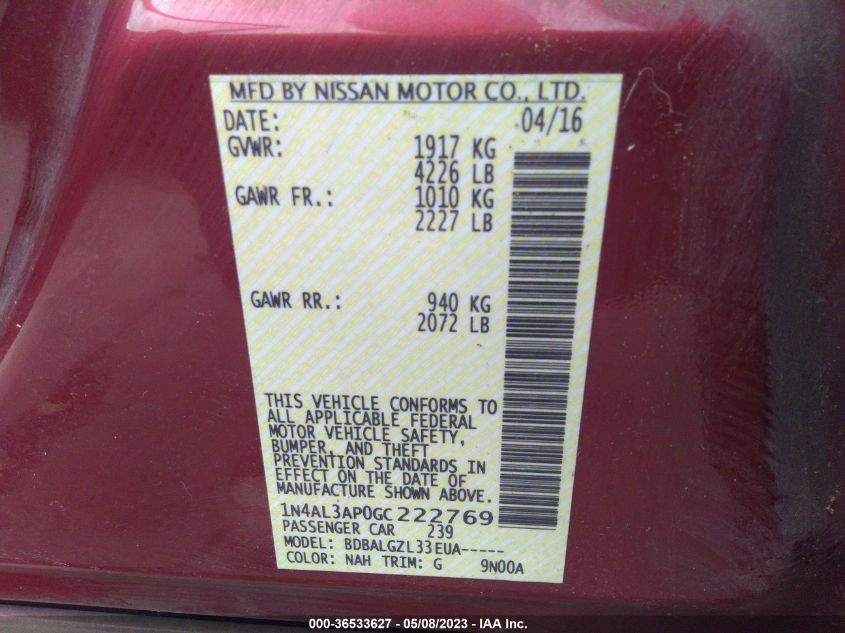 MFD BY NISSAN MOTOR CO., LTD.
DATE: 04/16
GVWR: 1917 KG
4226 LB
GAWR FR.: 1010 KG
2227 LB
GAWR RR.: 940 KG
2072 LB
THIS VEHICLE CONFORMS TO
ALL APPLICABLE FEDERAL
MOTOR VEHICLE SAFETY,
BUMPER, AND THEFT
PREVENTION STANDARDS IN
EFFECT ON THE DATE OF
MANUFACTURE SHOWN ABOVE.
1N4AL3AP0GC222769
PASSENGER CAR 239
MODEL: BDBALGZL33EUA-----
COLOR: NAH TRIM: G 9N00A
000-36533627 - 05/08/2023 - IAA Inc.